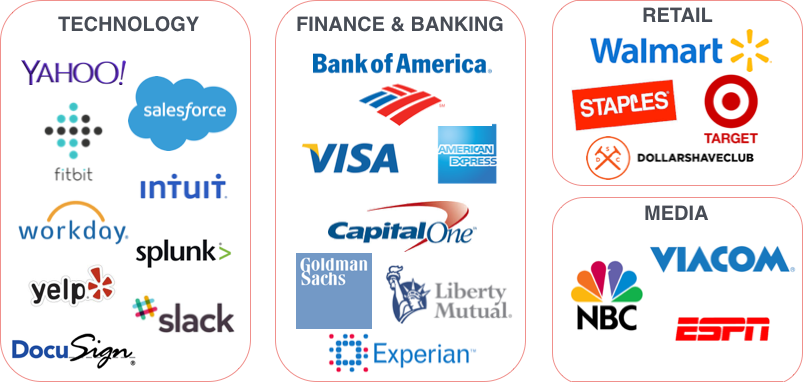 TECHNOLOGY
YAHOO!
salesforce
fitbit
intuit
workday
splunk>
yelp
slack
DocuSign
FINANCE & BANKING
Bank of America
VISA
AMERICAN
EXPRESS
Capital One
Goldman
Sachs
Liberty
Mutual
Experian
RETAIL
Walmart
STAPLES
TARGET
DSC
DOLLARSHAVECLUB
MEDIA
VIACOM
NBC
ESPN